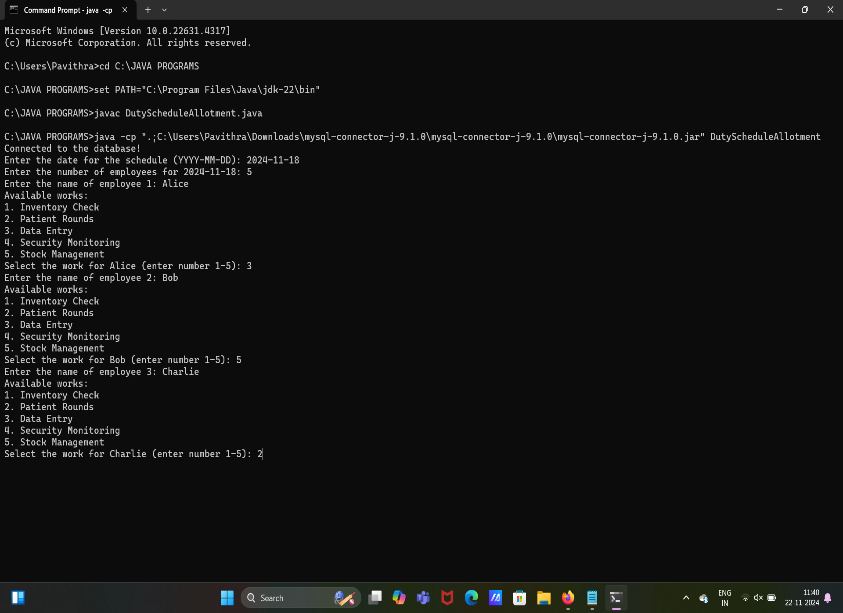 Command Prompt - java -cp
Microsoft Windows [Version 10.0.22631.4317]
(c) Microsoft Corporation. All rights reserved.
C:\Users\Pavithra>cd C:\JAVA PROGRAMS
C:\JAVA PROGRAMS>set PATH="C:\Program Files\Java\jdk-22\bin"
C:\JAVA PROGRAMS>javac DutyScheduleAllotment.java
C:\JAVA PROGRAMS>java -cp ".;C:\Users\Pavithra\Downloads\mysql-connector-j-9.1.0\mysql-connector-j-9.1.0\mysql-connector-j-9.1.0.jar" DutyScheduleAllotment
Connected to the database!
Enter the date for the schedule (YYYY-MM-DD): 2024-11-18
Enter the number of employees for 2024-11-18: 5
Enter the name of employee 1: Alice
Available works:
1. Inventory Check
2. Patient Rounds
3. Data Entry
4. Security Monitoring
5. Stock Management
Select the work for Alice (enter number 1-5): 3
Enter the name of employee 2: Bob
Available works:
1. Inventory Check
2. Patient Rounds
3. Data Entry
4. Security Monitoring
5. Stock Management
Select the work for Bob (enter number 1-5): 5
Enter the name of employee 3: Charlie
Available works:
1. Inventory Check
2. Patient Rounds
3. Data Entry
4. Security Monitoring
5. Stock Management
Select the work for Charlie (enter number 1-5): 2
Search
ENG
IN
11:40
22-11-2024